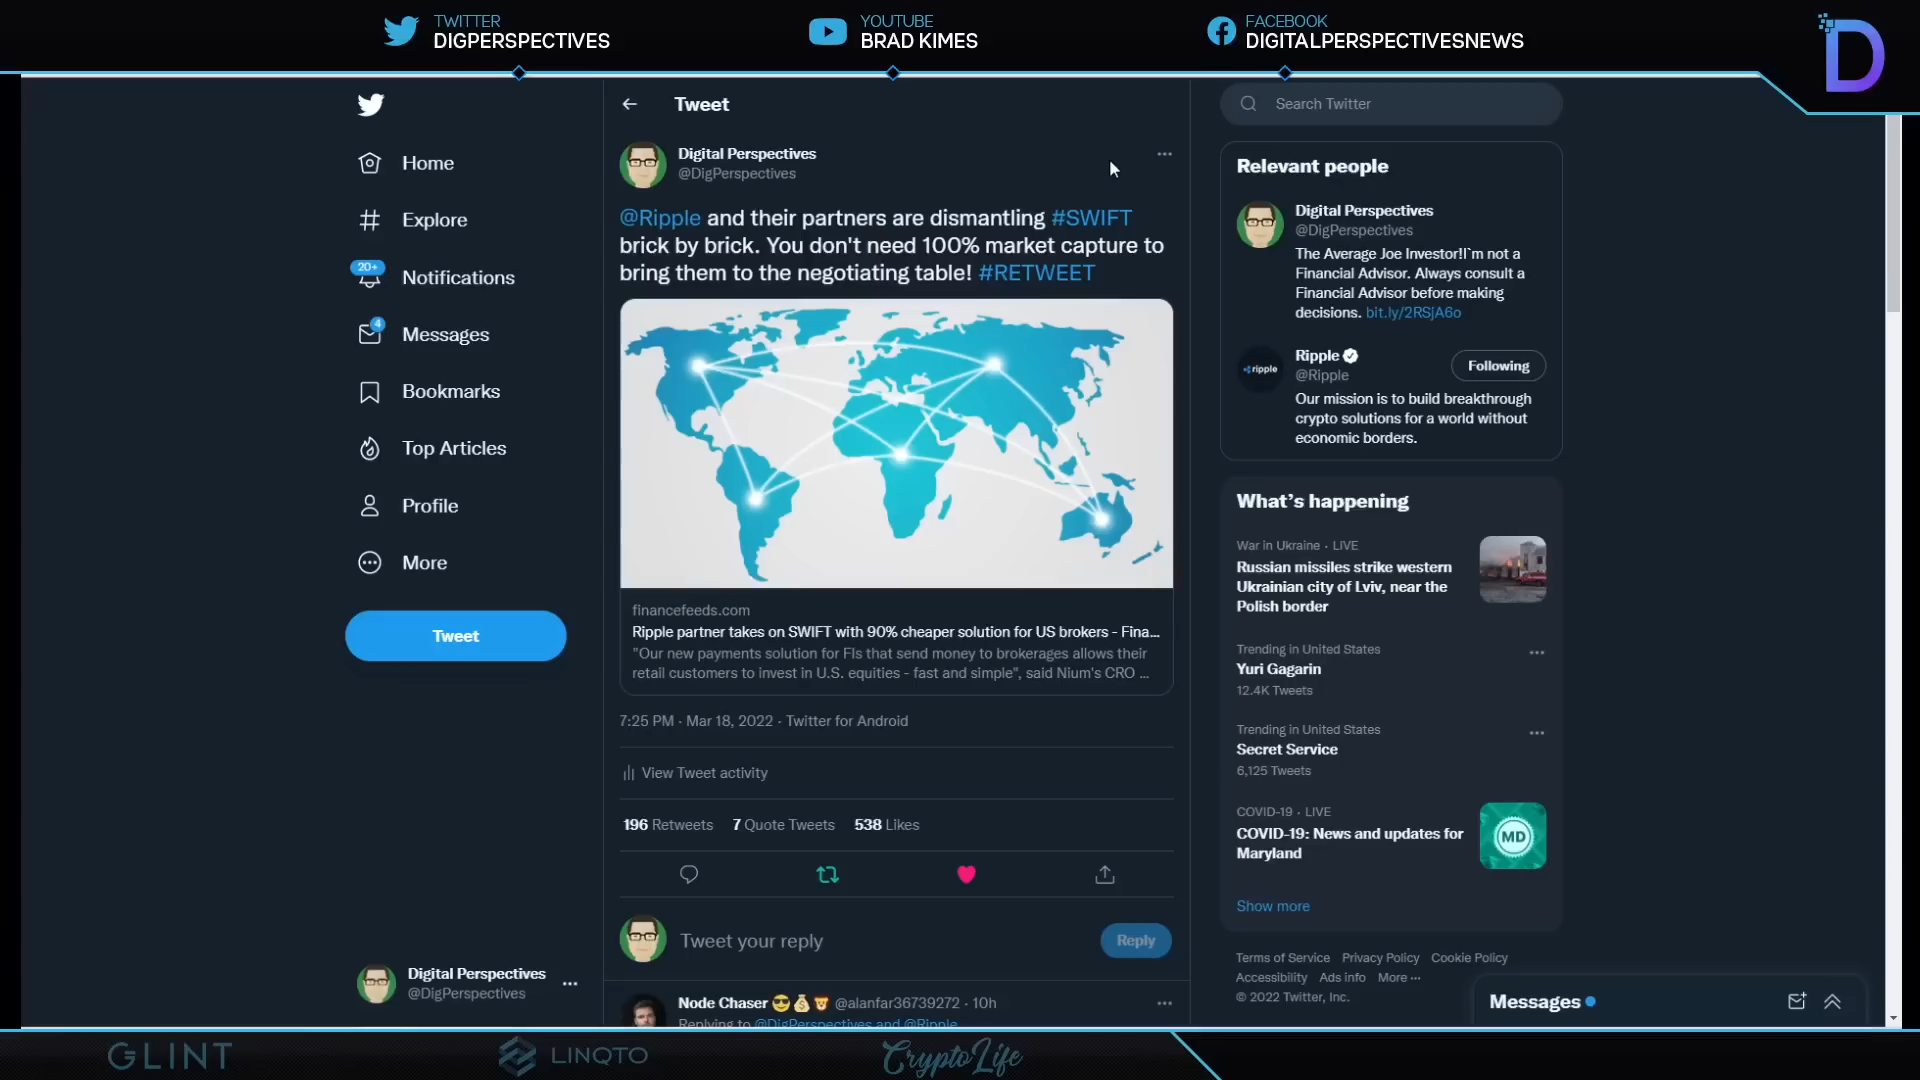 TWITTER
DIGPERSPECTIVES
YOUTUBE
BRAD KIMES
FACEBOOK
DIGITALPERSPECTIVESNEWS
D
Home
Explore
20+
Notifications
4
Messages
Bookmarks
Top Articles
Profile
More
Tweet
Digital Perspectives
@DigPerspectives
Tweet
Digital Perspectives
@DigPerspectives
@Ripple and their partners are dismantling #SWIFT
brick by brick. You don't need 100% market capture to
bring them to the negotiating table! #RETWEET
financefeeds.com
Ripple partner takes on SWIFT with 90% cheaper solution for US brokers - Fina...
"Our new payments solution for FIs that send money to brokerages allows their
retail customers to invest in U.S. equities - fast and simple", said Nium's CRO ...
7:25 PM · Mar 18, 2022 · Twitter for Android
View Tweet activity
196 Retweets 7 Quote Tweets 538 Likes
Tweet your reply
Reply
Node Chaser @alanfar36739272 · 10h
Replying to @DigPerspectives and @Ripple
Search Twitter
Relevant people
Digital Perspectives
@DigPerspectives
The Average Joe Investor!I`m not a
Financial Advisor. Always consult a
Financial Advisor before making
decisions. bit.ly/2RSjA6o
ripple
Ripple
@Ripple
Following
Our mission is to build breakthrough
crypto solutions for a world without
economic borders.
What's happening
War in Ukraine · LIVE
Russian missiles strike western
Ukrainian city of Lviv, near the
Polish border
Trending in United States
Yuri Gagarin
12.4K Tweets
Trending in United States
Secret Service
6,125 Tweets
COVID-19 · LIVE
COVID-19: News and updates for
Maryland
MD
Show more
Terms of Service Privacy Policy Cookie Policy
Accessibility Ads info More ...
© 2022 Twitter, Inc.
Messages
GLINT
LINQTO
CryptoLife